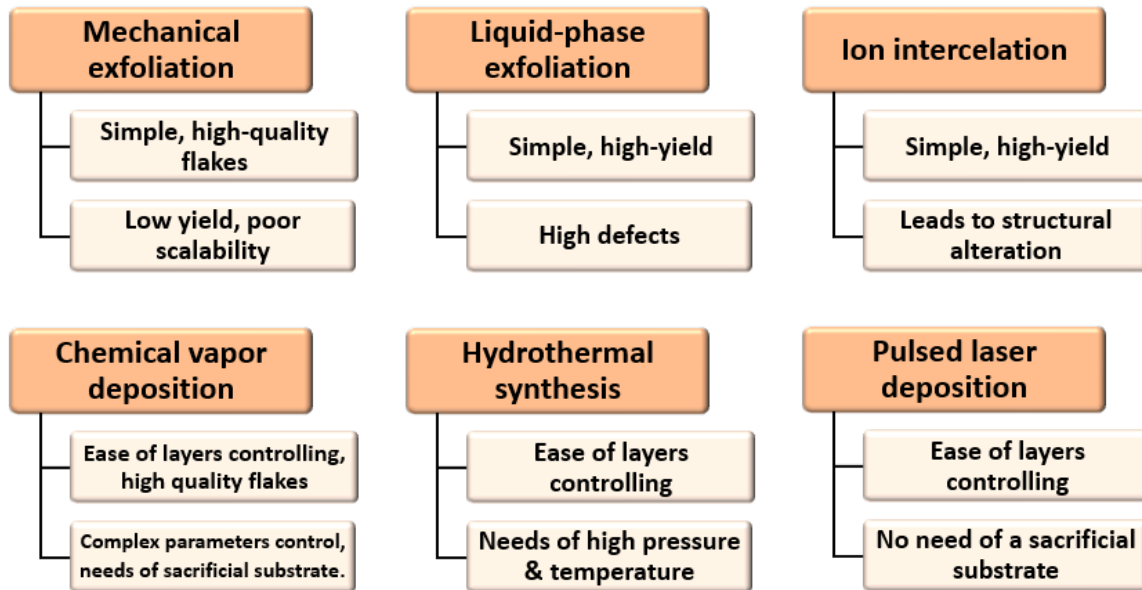 Mechanical
exfoliation
Simple, high-quality
flakes
Low yield, poor
scalability
Liquid-phase
exfoliation
Simple, high-yield
High defects
Ion intercelation
Simple, high-yield
Leads to structural
alteration
Chemical vapor
deposition
Ease of layers controlling,
high quality flakes
Complex parameters control,
needs of sacrificial substrate.
Hydrothermal
synthesis
Ease of layers
controlling
Needs of high pressure
& temperature
Pulsed laser
deposition
Ease of layers
controlling
No need of a sacrificial
substrate